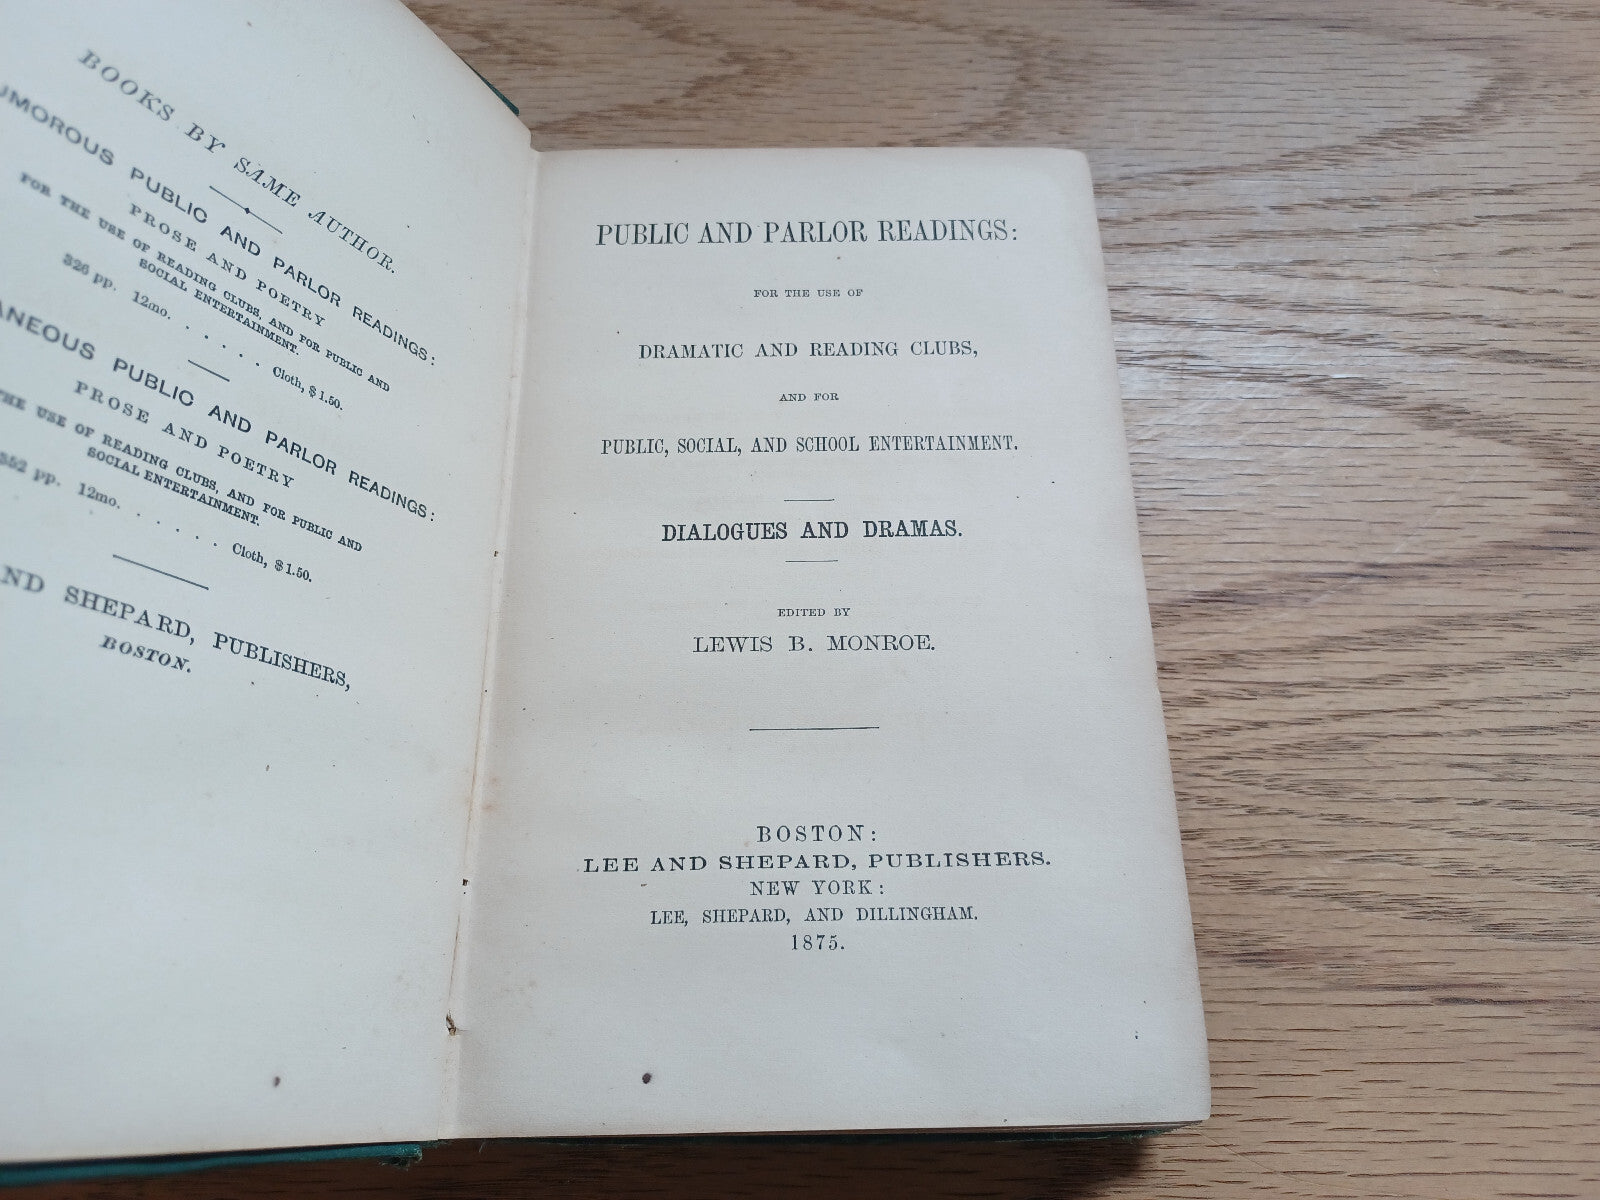 BOOKS BY SAME AUTHOR.
PUBLIC AND PARLOR READINGS:
PROSE AND POETRY
FOR THE USE OF READING CLUBS, AND FOR PUBLIC AND
SOCIAL ENTERTAINMENT.
326 pp. 12mo. . . . . . Cloth, $1.50.
PUBLIC AND PARLOR READINGS:
PROSE AND POETRY
THE USE OF READING CLUBS, AND FOR PUBLIC AND
SOCIAL ENTERTAINMENT.
352 pp. 12mo. . . . . . Cloth, $1.50.
SHEPARD, PUBLISHERS,
BOSTON.
PUBLIC AND PARLOR READINGS:
FOR THE USE OF
DRAMATIC AND READING CLUBS,
AND FOR
PUBLIC, SOCIAL, AND SCHOOL ENTERTAINMENT.
DIALOGUES AND DRAMAS.
EDITED BY
LEWIS B. MONROE.
BOSTON:
LEE AND SHEPARD, PUBLISHERS.
NEW YORK:
LEE, SHEPARD, AND DILLINGHAM.
1875.